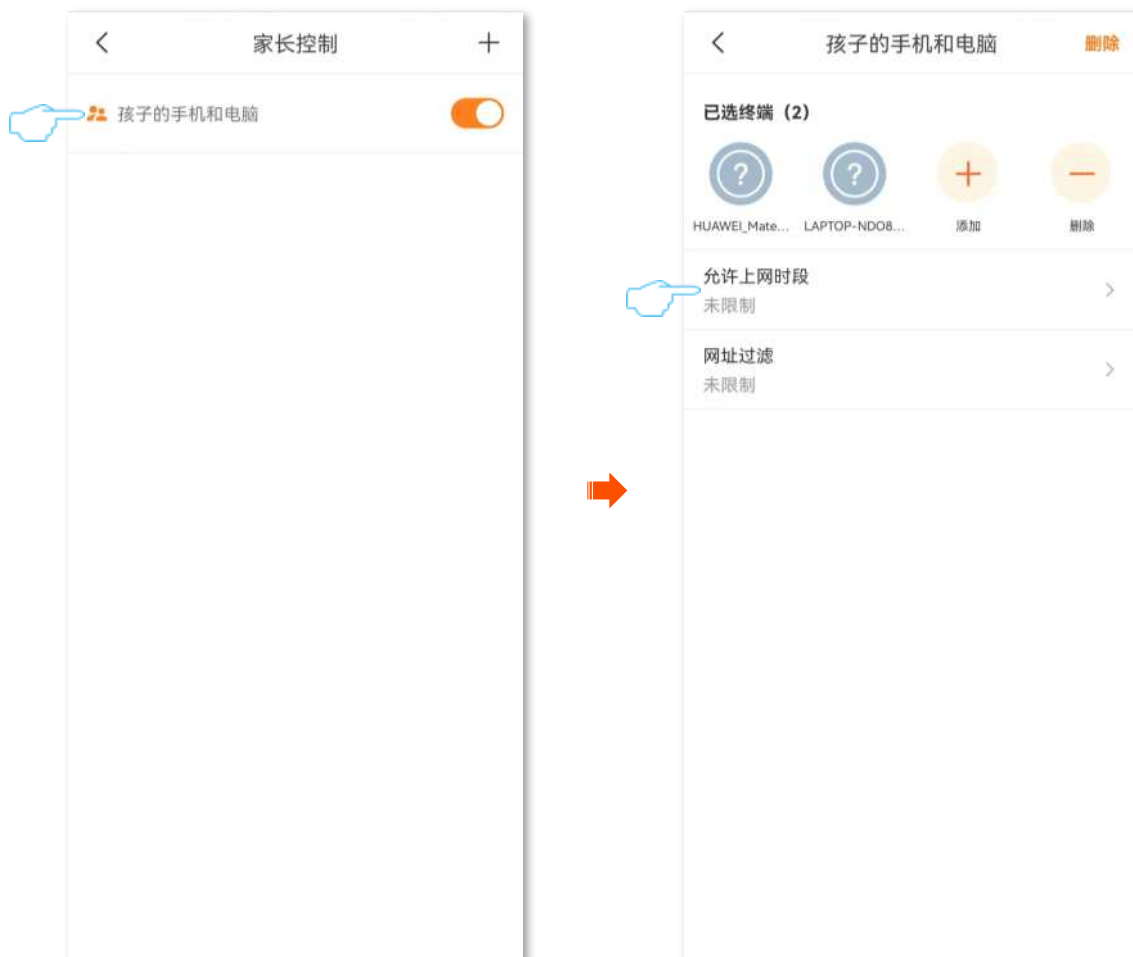 家长控制
孩子的手机和电脑
孩子的手机和电脑
删除
已选终端（2）
HUAWEI_Mate...
LAPTOP-NDO8...
添加
删除
允许上网时段
未限制
网址过滤
未限制